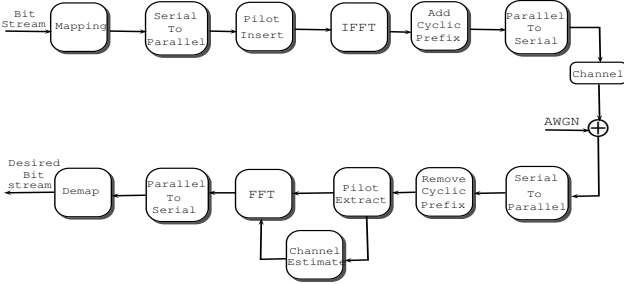 Bit
Stream
Mapping
Serial
To
Parallel
Pilot
Insert
IFFT
Add
Cyclic
Prefix
Parallel
To
Serial
Channel
AWGN
Desired
Bit
stream
Demap
Parallel
To
Serial
FFT
Pilot
Extract
Remove
Cyclic
Prefix
Serial
To
Parallel
Channel
Estimate